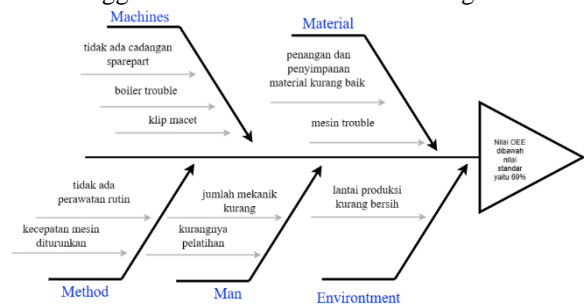 Machines
Material
tidak ada cadangan
sparepart
boiler trouble
klip macet
penangan dan
penyimpanan
material kurang baik
mesin trouble
Nilai OEE
dibawah
nilai
standar
yaitu 69%
tidak ada
perawatan rutin
kecepatan mesin
diturunkan
jumlah mekanik
kurang
kurangnya
pelatihan
lantai produksi
kurang bersih
Method
Man
Environtment